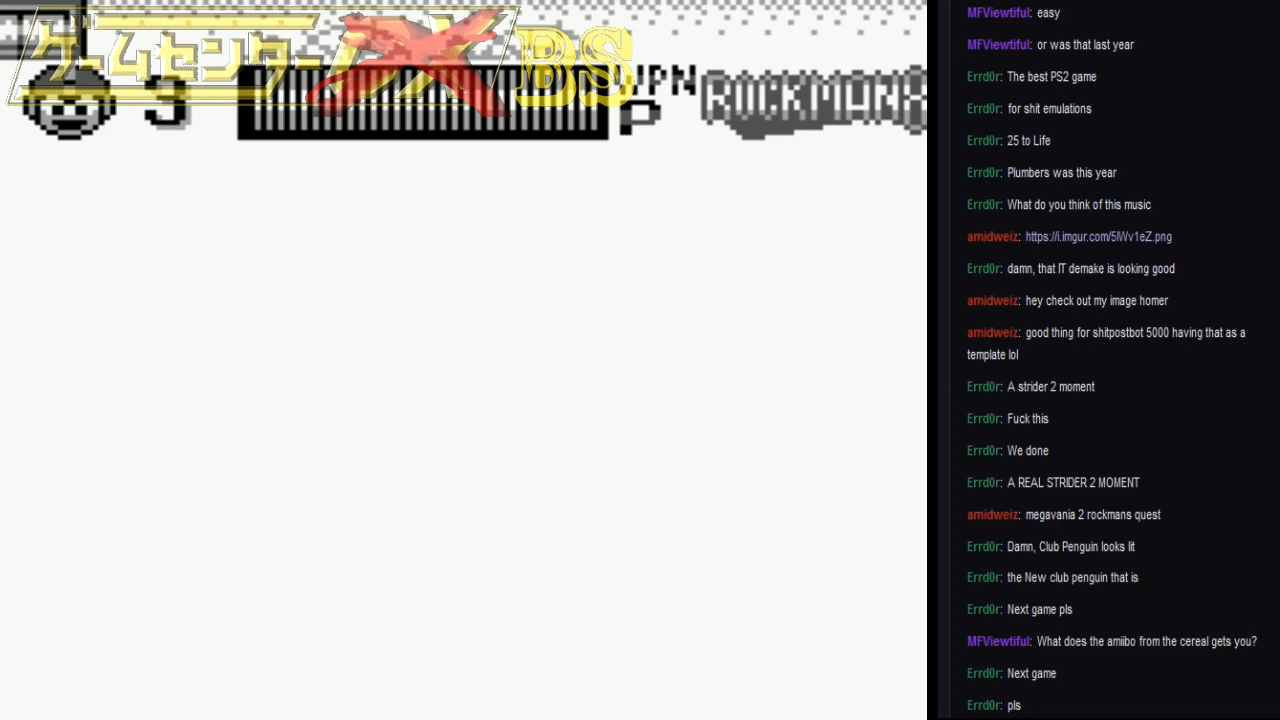 ゲームセンター DX BS
3
JPN
P
ROCKMAN8
MFViewtiful: easy
MFViewtiful: or was that last year
Errd0r: The best PS2 game
Errd0r: for shit emulations
Errd0r: 25 to Life
Errd0r: Plumbers was this year
Errd0r: What do you think of this music
amidweiz: https://i.imgur.com/5lWv1eZ.png
Errd0r: damn, that IT demake is looking good
amidweiz: hey check out my image homer
amidweiz: good thing for shitpostbot 5000 having that as a
template lol
Errd0r: A strider 2 moment
Errd0r: Fuck this
Errd0r: We done
Errd0r: A REAL STRIDER 2 MOMENT
amidweiz: megavania 2 rockmans quest
Errd0r: Damn, Club Penguin looks lit
Errd0r: the New club penguin that is
Errd0r: Next game pls
MFViewtiful: What does the amiibo from the cereal gets you?
Errd0r: Next game
Errd0r: pls